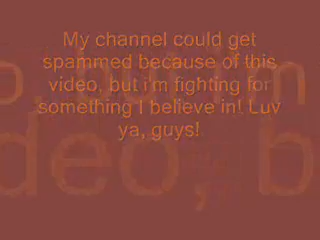 My channel could get
spammed because of this
video, but i'm fighting for
something I believe in! Luv
ya, guys!